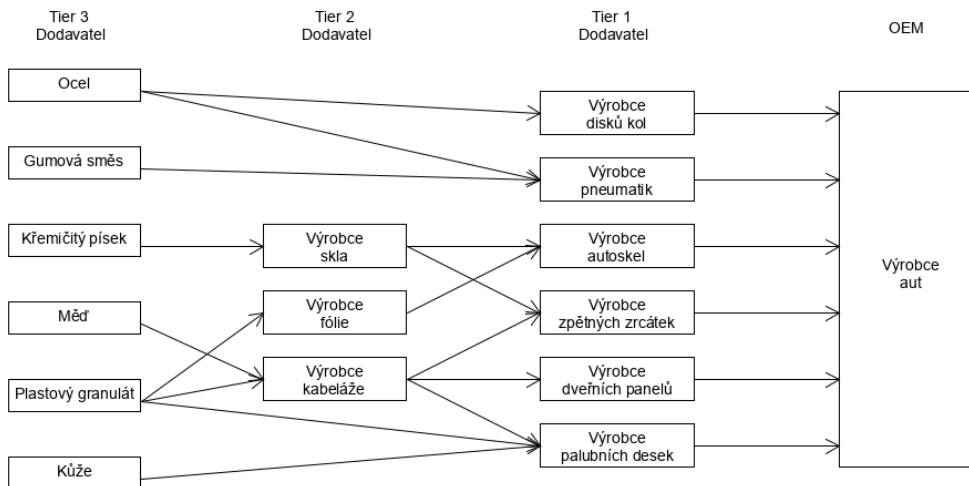 Tier 3
Dodavatel
Tier 2
Dodavatel
Tier 1
Dodavatel
OEM
Ocel
Gumová směs
Křemičitý písek
Měď
Plastový granulát
Kůže
Výrobce
skla
Výrobce
fólie
Výrobce
kabeláže
Výrobce
disků kol
Výrobce
pneumatik
Výrobce
autoskel
Výrobce
zpětných zrcátek
Výrobce
dveřních panelů
Výrobce
palubních desek
Výrobce
aut